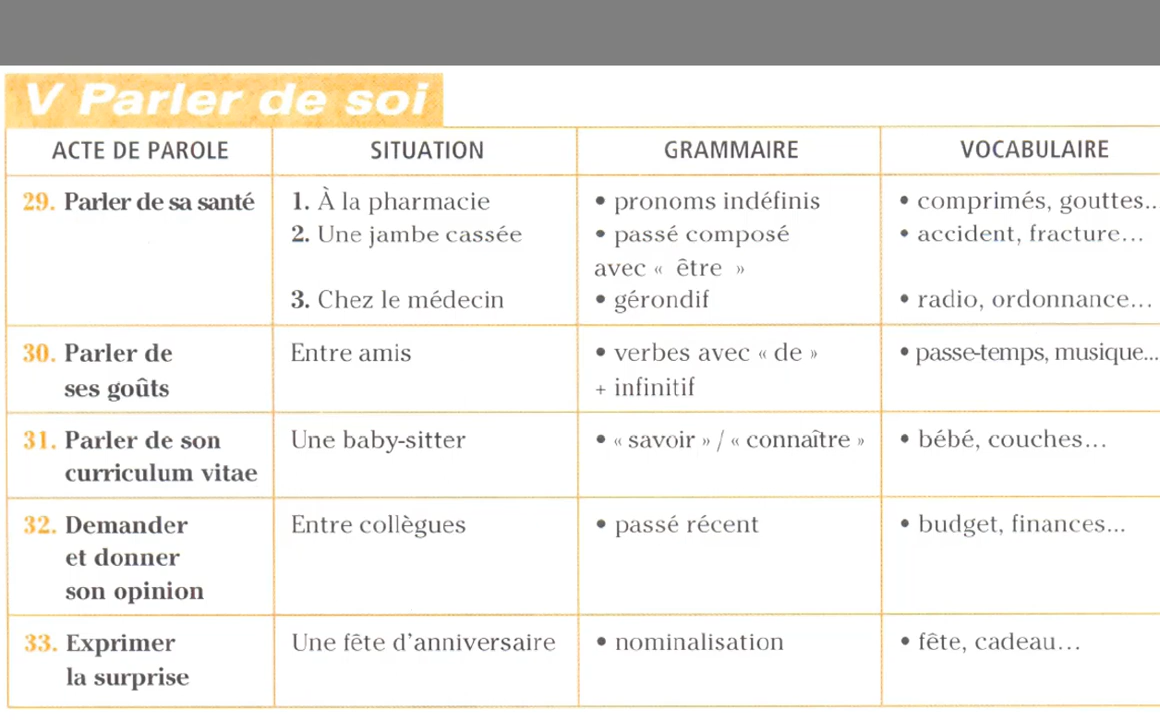 V Parler de soi
ACTE DE PAROLE SITUATION GRAMMAIRE VOCABULAIRE
29. Parler de sa santé 1. À la pharmacie • pronoms indéfinis • comprimés, gouttes...
2. Une jambe cassée • passé composé • accident, fracture...
avec « être »
3. Chez le médecin • gérondif • radio, ordonnance...
30. Parler de Entre amis • verbes avec « de » • passe-temps, musique...
ses goûts + infinitif
31. Parler de son Une baby-sitter • « savoir » / « connaître » • bébé, couches...
curriculum vitae
32. Demander Entre collègues • passé récent • budget, finances...
et donner
son opinion
33. Exprimer Une fête d'anniversaire • nominalisation • fête, cadeau...
la surprise